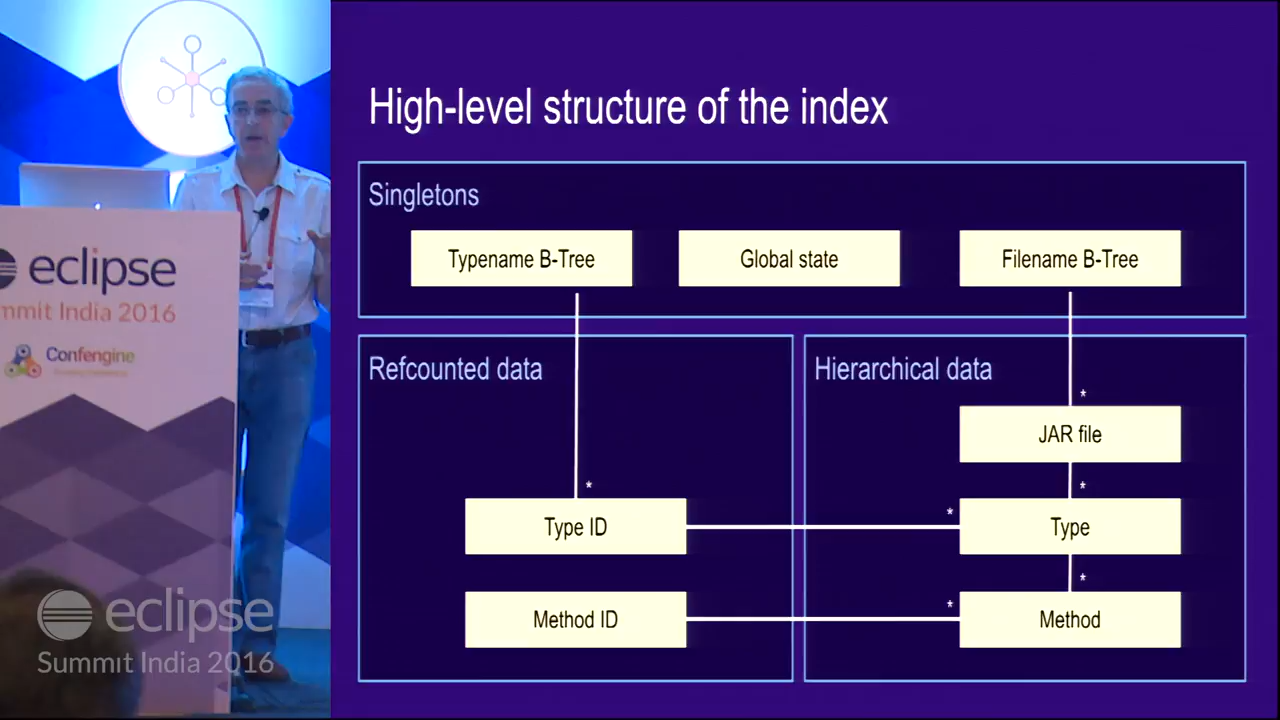 High-level structure of the index
Singletons
Typename B-Tree
Global state
Filename B-Tree
Refcounted data
Hierarchical data
*
JAR file
*
*
*
Type ID
Type
*
*
Method ID
Method
eclipse
mmit India 2016
Confengine
eclipse
Summit India 2016